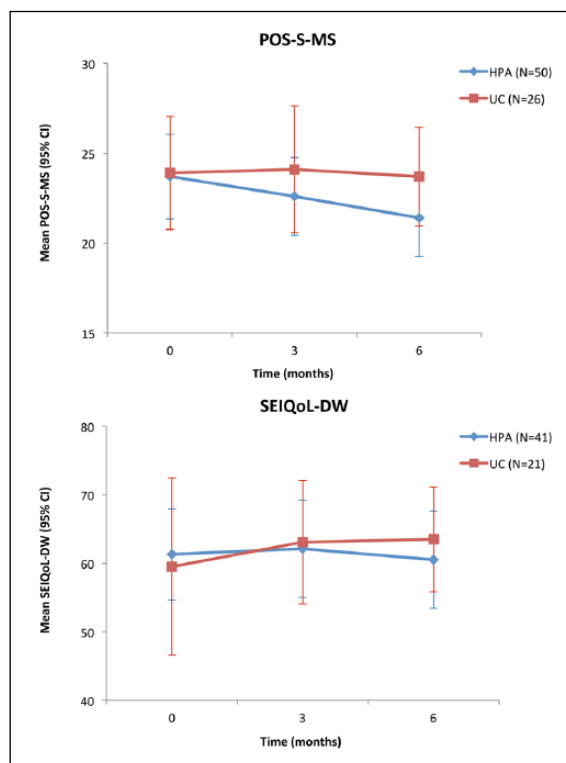 POS-S-MS
HPA (N=50)
UC (N=26)
Mean POS-S-MS (95% CI)
30
25
20
15
0
3
6
Time (months)
SEIQoL-DW
HPA (N=41)
UC (N=21)
Mean SEIQoL-DW (95% CI)
80
70
60
50
40
0
3
6
Time (months)